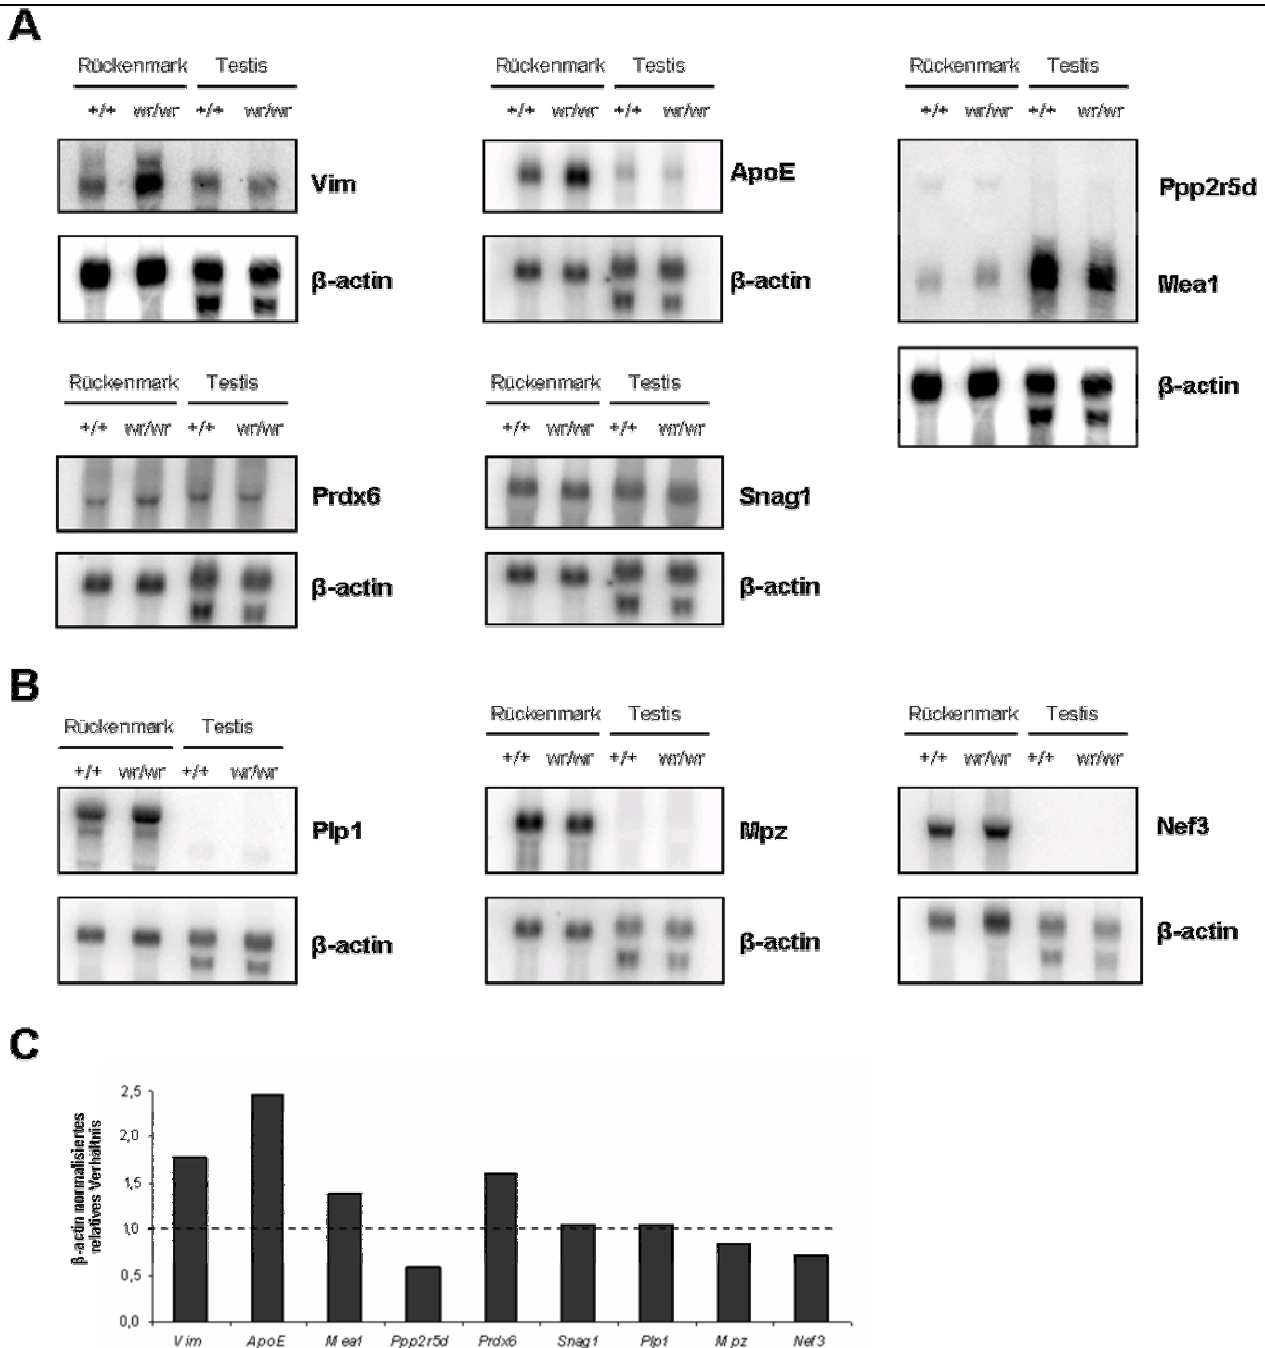 A
Rückenmark Testis Rückenmark Testis Rückenmark Testis
+/+ wr/wr +/+ wr/wr +/+ wr/wr +/+ wr/wr +/+ wr/wr +/+ wr/wr
Vim ApoE Ppp2r5d
β-actin β-actin Mea1
Rückenmark Testis Rückenmark Testis β-actin
+/+ wr/wr +/+ wr/wr +/+ wr/wr +/+ wr/wr
Prdx6 Snag1
β-actin β-actin
B
Rückenmark Testis Rückenmark Testis Rückenmark Testis
+/+ wr/wr +/+ wr/wr +/+ wr/wr +/+ wr/wr +/+ wr/wr +/+ wr/wr
Plp1 Mpz Nef3
β-actin β-actin β-actin
C
β-actin normalisiertes
relatives Verhältnis
2,5
2,0
1,5
1,0
0,5
0,0
Vim ApoE Mea1 Ppp2r5d Prdx6 Snag1 Plp1 Mpz Nef3